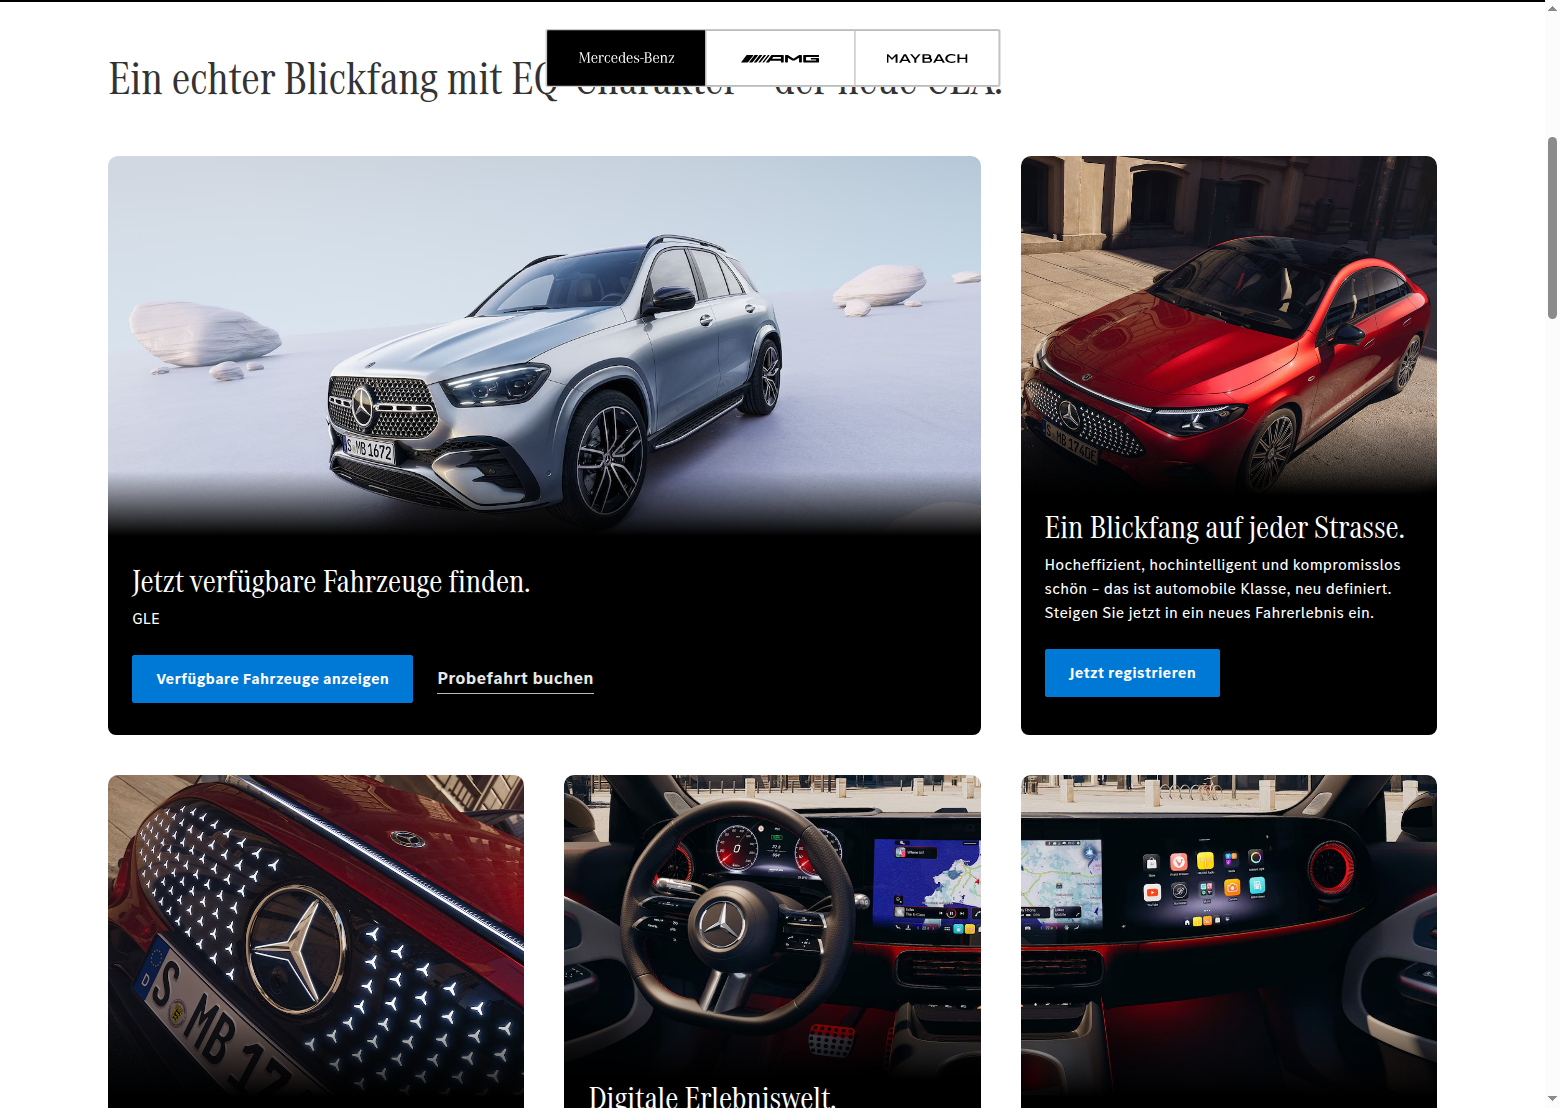 Mercedes-Benz
AMG
MAYBACH
Ein echter Blickfang mit EQ
S MB 1672
S MB 1740E
Jetzt verfügbare Fahrzeuge finden.
GLE
Verfügbare Fahrzeuge anzeigen
Probefahrt buchen
Ein Blickfang auf jeder Strasse.
Hocheffizient, hochintelligent und kompromisslos
schön – das ist automobile Klasse, neu definiert.
Steigen Sie jetzt in ein neues Fahrerlebnis ein.
Jetzt registrieren
D
S MB 17
Digitale Erlebniswelt.